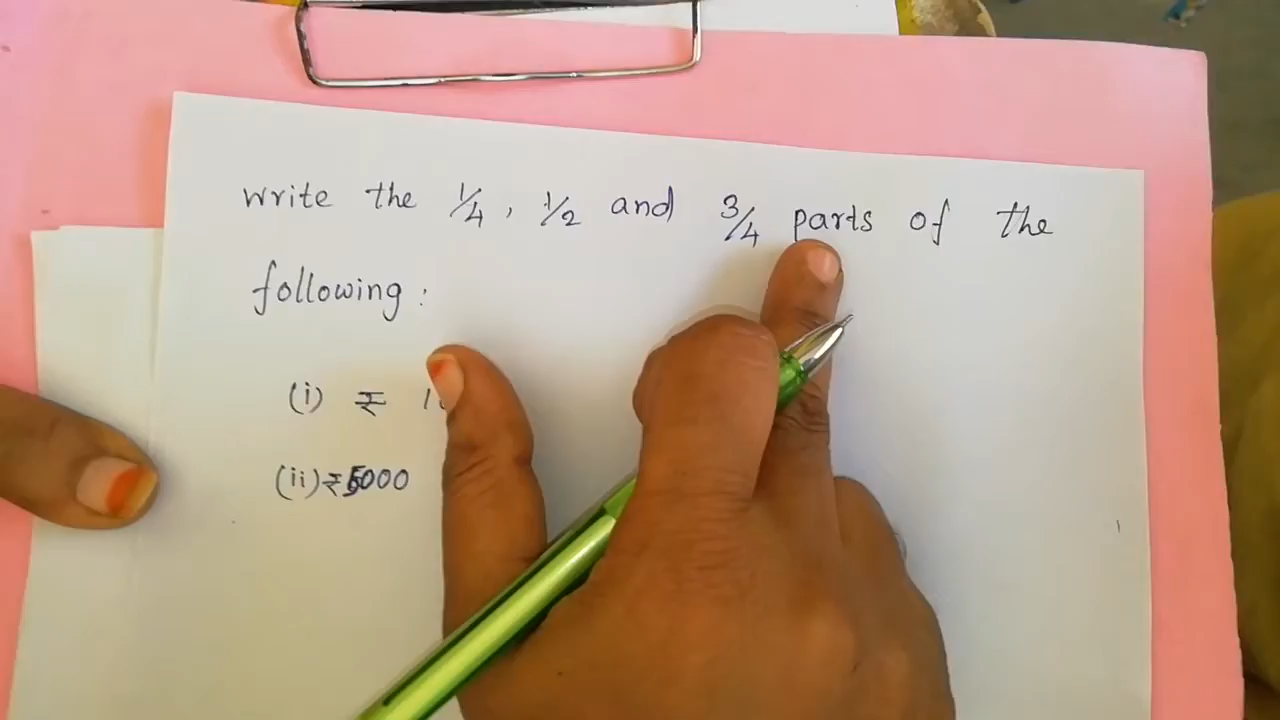 write the 1/4, 1/2 and 3/4 parts of the
following:
(i) ₹
(ii) ₹5000